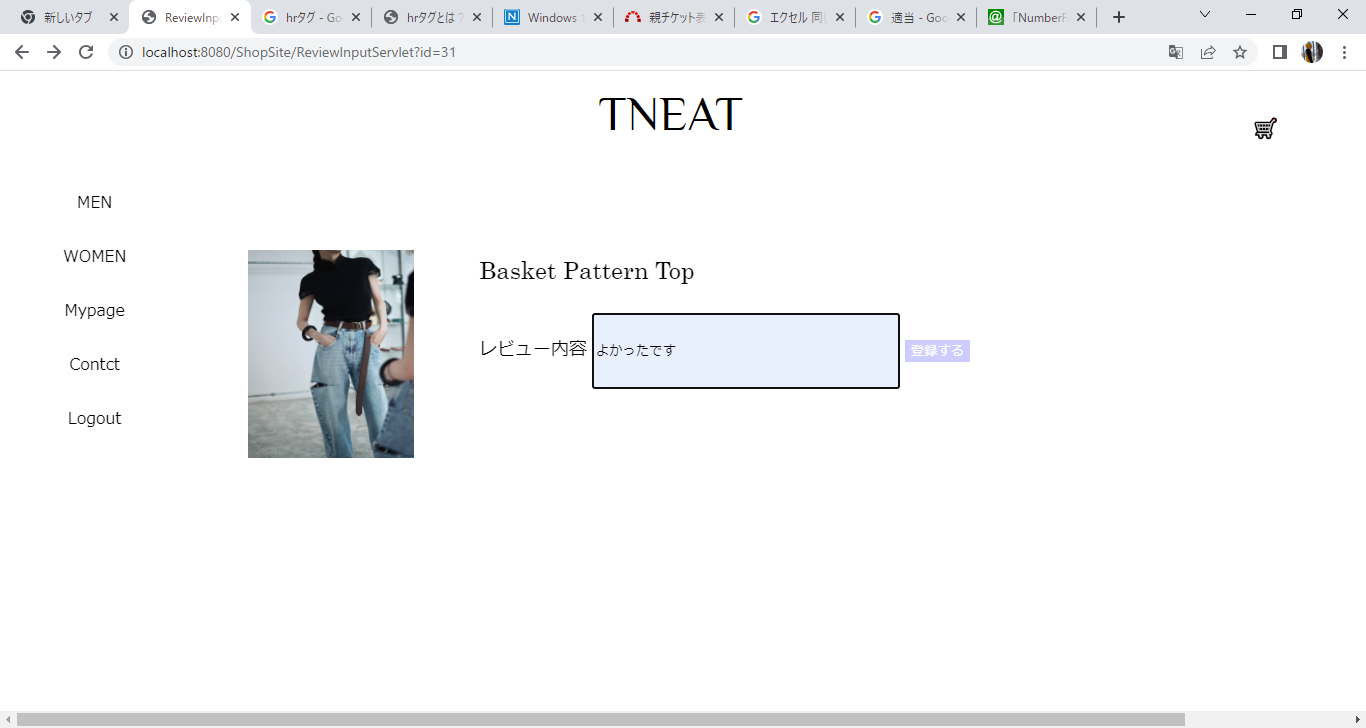 新しいタブ
ReviewInp
hrタグ - Go
hrタグとは？
Windows
親チケット表
エクセル 同
適当 - Goo
「NumberF
localhost:8080/ShopSite/ReviewInputServlet?id=31
TNEAT
MEN
WOMEN
Mypage
Contct
Logout
Basket Pattern Top
レビュー内容 よかったです 登録する